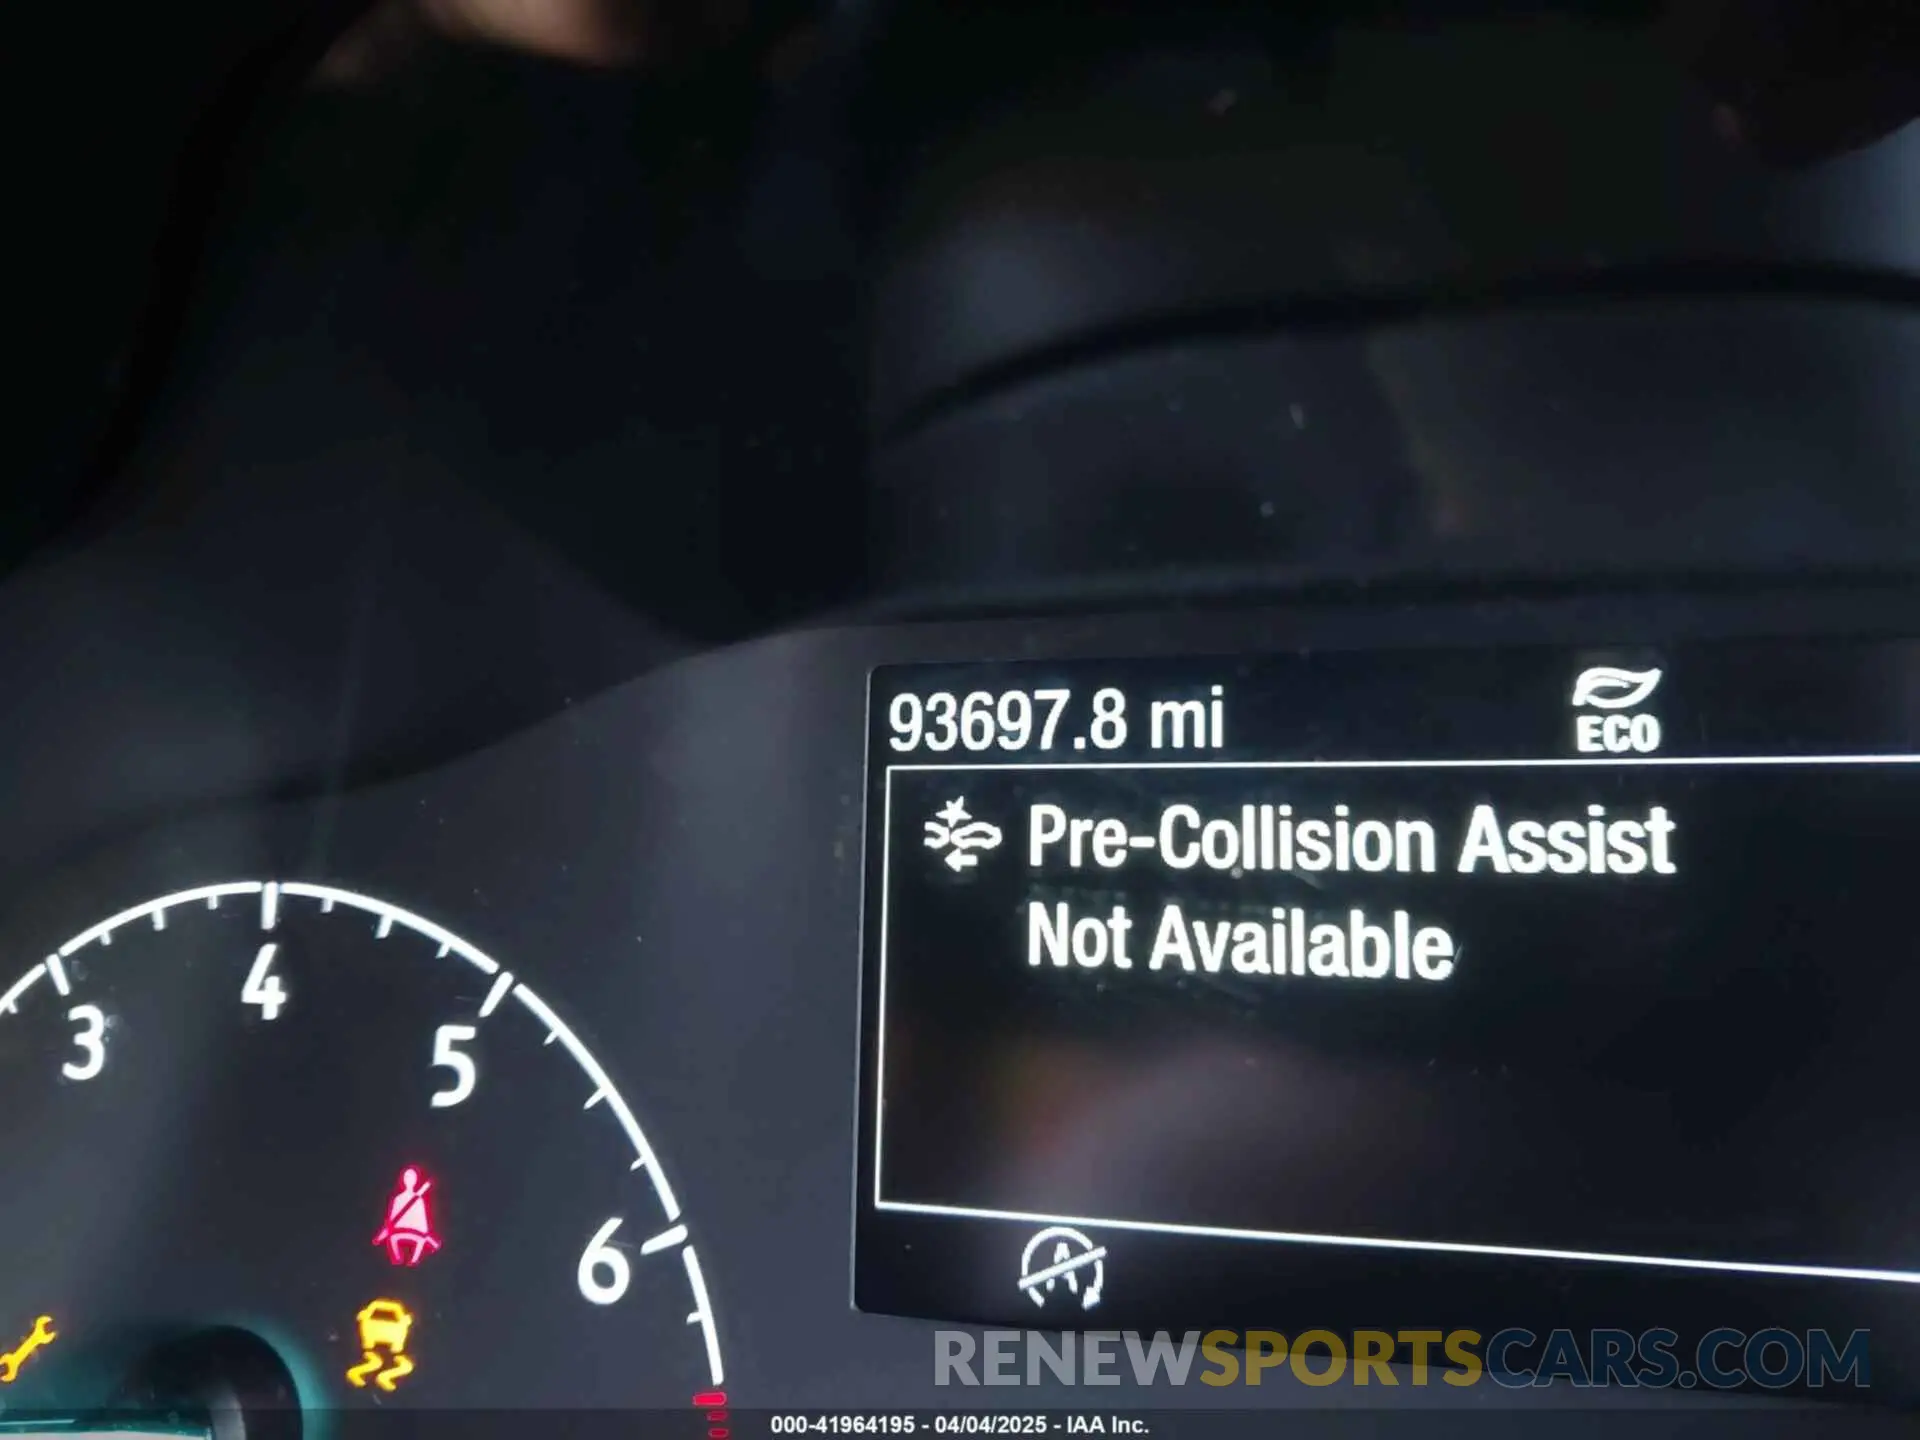 93697.8 mi
ECO
Pre-Collision Assist
Not Available
3
4
5
6
A
RENEWSPORTSCARS.COM
000-41964195 - 04/04/2025 - IAA Inc.